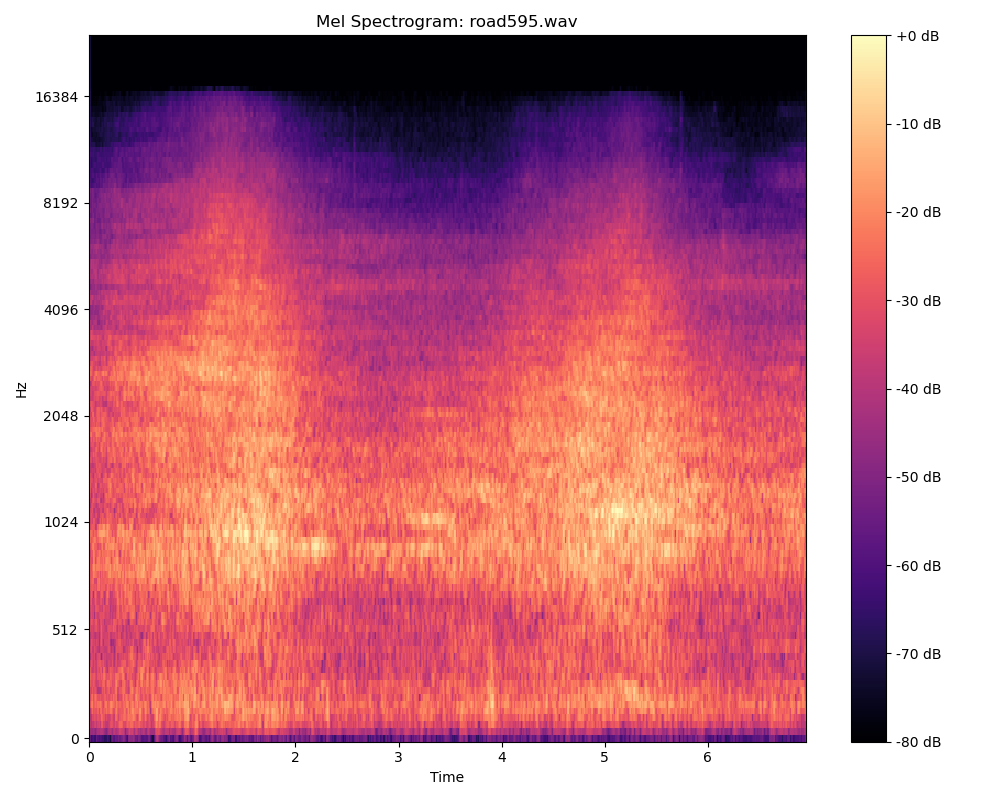 Mel Spectrogram: road595.wav
+0 dB
16384
-10 dB
8192
-20 dB
4096
-30 dB
Hz
-40 dB
2048
-50 dB
1024
-60 dB
512
-70 dB
0
-80 dB
0 1 2 3 4 5 6
Time